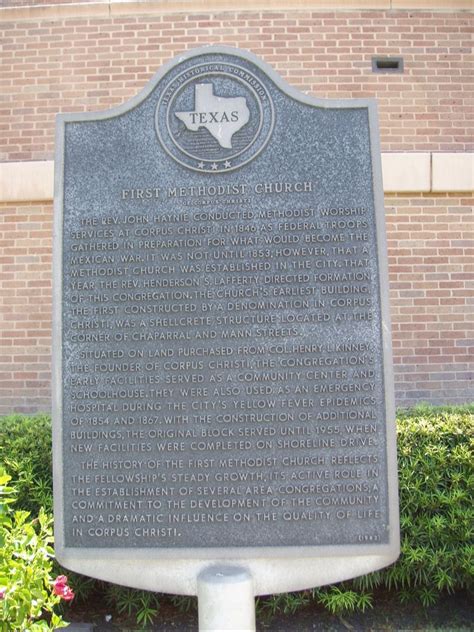 TEXAS HISTORICAL COMMISSION
TEXAS
FIRST METHODIST CHURCH
(CORPUS CHRISTI)
THE REV. JOHN HAYNIE CONDUCTED METHODIST WORSHIP
SERVICES AT CORPUS CHRISTI IN 1846 AS FEDERAL TROOPS
GATHERED IN PREPARATION FOR WHAT WOULD BECOME THE
MEXICAN WAR. IT WAS NOT UNTIL 1853, HOWEVER, THAT A
METHODIST CHURCH WAS ESTABLISHED IN THE CITY. THAT
YEAR THE REV. HENDERSON S. LAFFERTY DIRECTED FORMATION
OF THIS CONGREGATION. THE CHURCH'S EARLIEST BUILDING,
THE FIRST CONSTRUCTED BY A DENOMINATION IN CORPUS
CHRISTI, WAS A SHELLCRETE STRUCTURE LOCATED AT THE
CORNER OF CHAPARRAL AND MANN STREETS.
SITUATED ON LAND PURCHASED FROM COL. HENRY L. KINNEY,
THE FOUNDER OF CORPUS CHRISTI, THE CONGREGATION'S
EARLY FACILITIES SERVED AS A COMMUNITY CENTER AND
SCHOOLHOUSE. THEY WERE ALSO USED AS AN EMERGENCY
HOSPITAL DURING THE CITY'S YELLOW FEVER EPIDEMICS
OF 1854 AND 1867. WITH THE CONSTRUCTION OF ADDITIONAL
BUILDINGS, THE ORIGINAL BLOCK SERVED UNTIL 1955, WHEN
NEW FACILITIES WERE COMPLETED ON SHORELINE DRIVE.
THE HISTORY OF THE FIRST METHODIST CHURCH REFLECTS
THE FELLOWSHIP'S STEADY GROWTH, ITS ACTIVE ROLE IN
THE ESTABLISHMENT OF SEVERAL AREA CONGREGATIONS, A
COMMITMENT TO THE DEVELOPMENT OF THE COMMUNITY
AND A DRAMATIC INFLUENCE ON THE QUALITY OF LIFE
IN CORPUS CHRISTI.